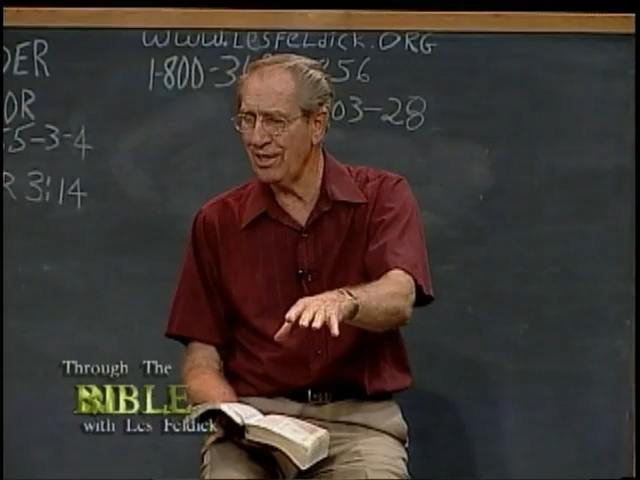 WWW.LESFELDICK.ORG
1-800-3 56
03-28
DER
OR
5-3-4
R 3:14
Through The
BIBLE
with Les Feldick